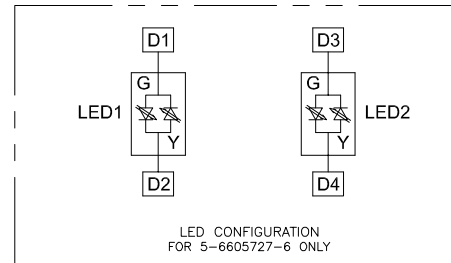 D1 D3
G G
LED1 LED2
Y Y
D2 D4
LED CONFIGURATION
FOR 5-6605727-6 ONLY